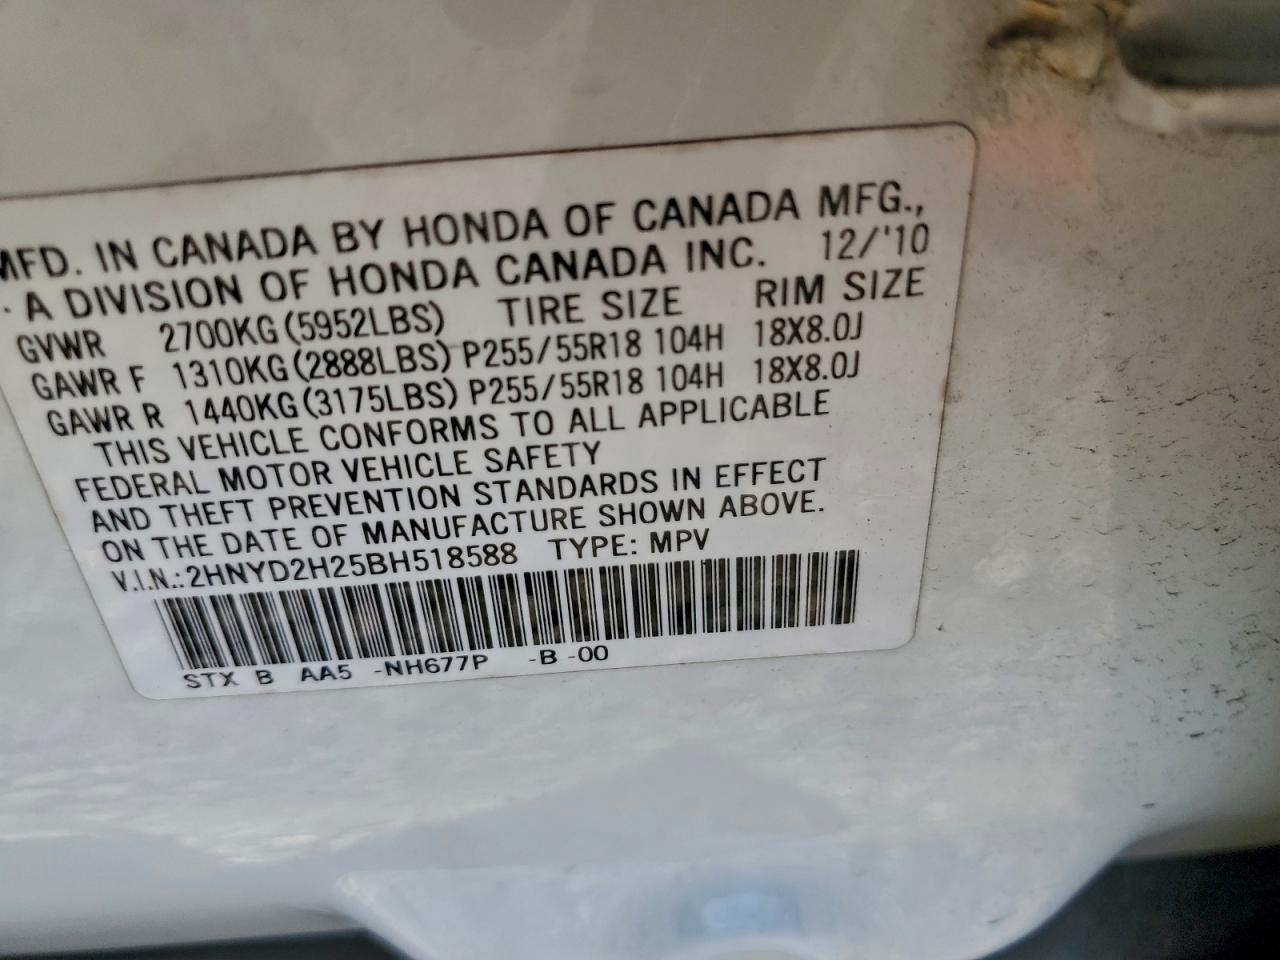 MFD. IN CANADA BY HONDA OF CANADA MFG.,
· A DIVISION OF HONDA CANADA INC. 12/'10
GVWR 2700KG (5952LBS) TIRE SIZE RIM SIZE
GAWR F 1310KG (2888LBS) P255/55R18 104H 18X8.0J
GAWR R 1440KG (3175LBS) P255/55R18 104H 18X8.0J
THIS VEHICLE CONFORMS TO ALL APPLICABLE
FEDERAL MOTOR VEHICLE SAFETY
AND THEFT PREVENTION STANDARDS IN EFFECT
ON THE DATE OF MANUFACTURE SHOWN ABOVE.
V.I.N.: 2HNYD2H25BH518588 TYPE: MPV
STX B AA5 -NH677P -B -00